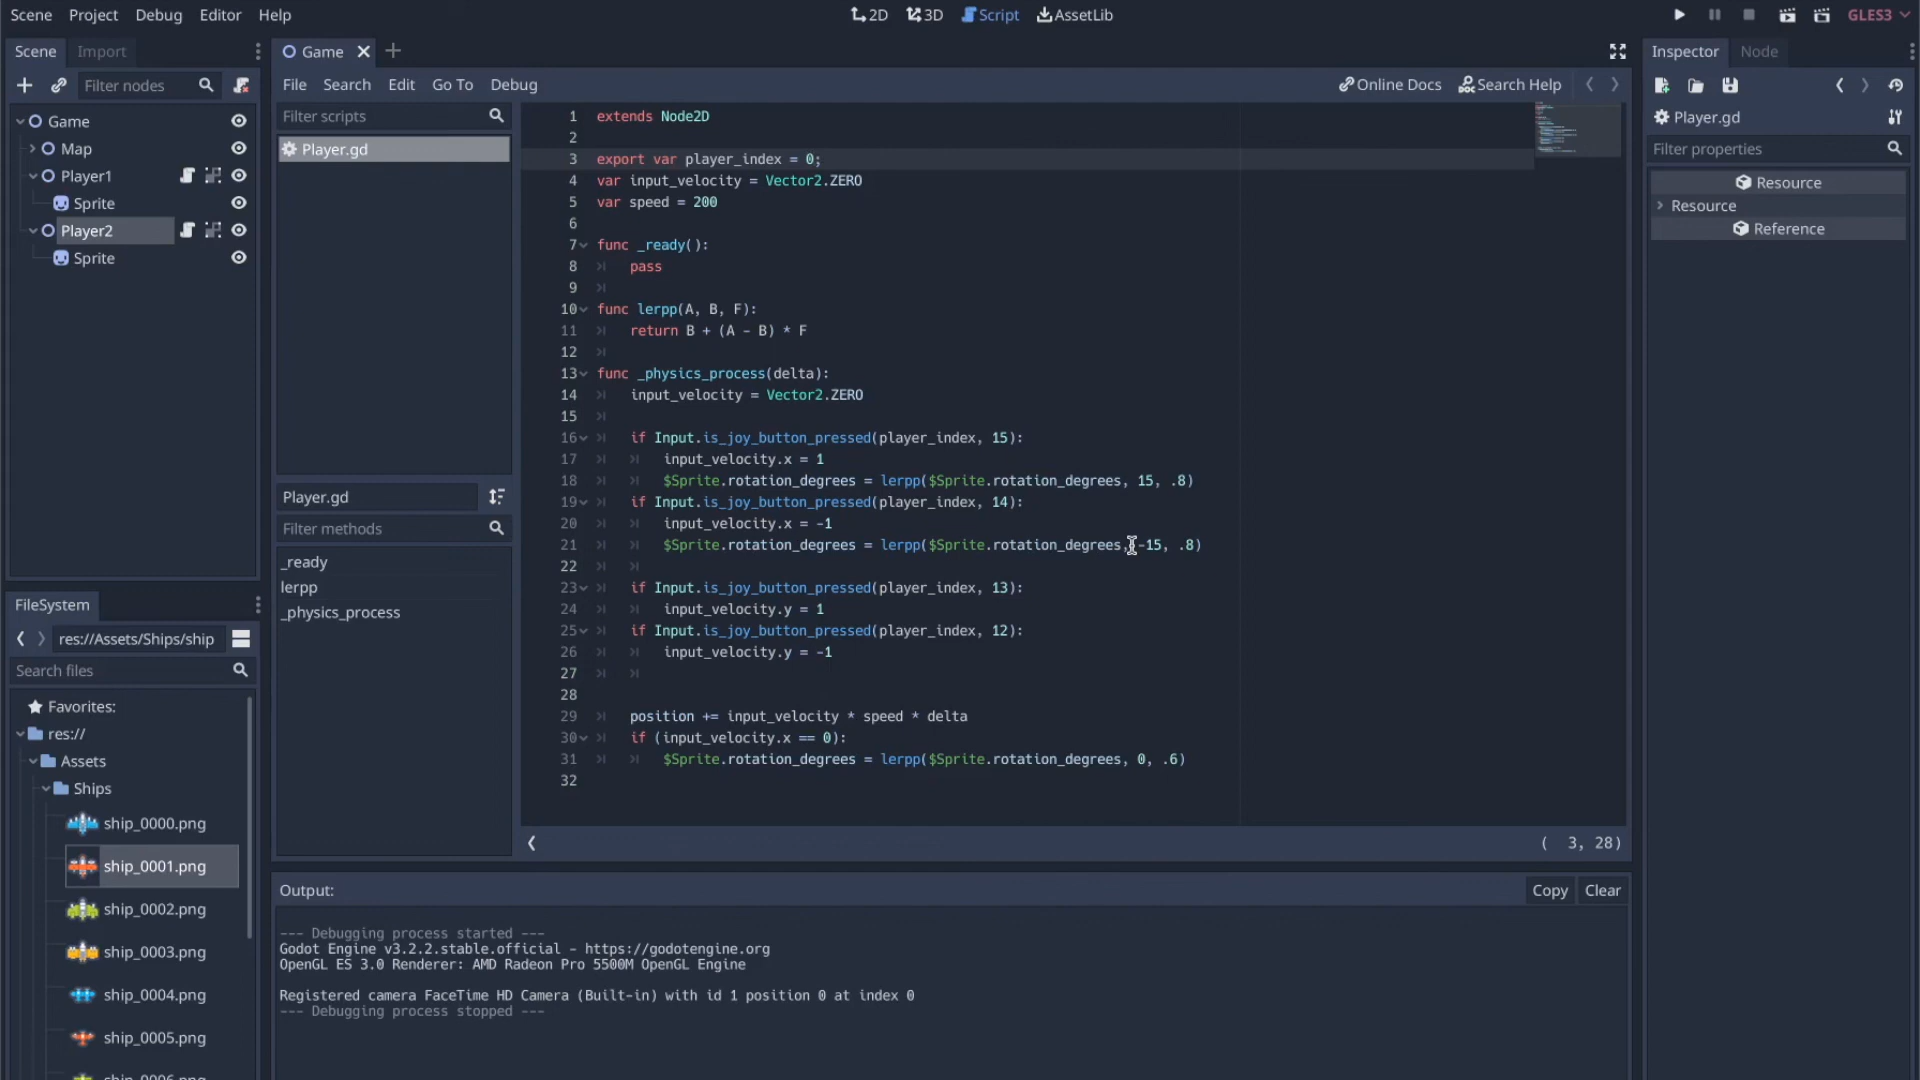 Scene Project Debug Editor Help
2D 3D Script AssetLib
GLES3
Scene Import
Filter nodes
Game
Map
Player1
Sprite
Player2
Sprite
FileSystem
res://Assets/Ships/ship
Search files
Favorites:
res://
Assets
Ships
ship_0000.png
ship_0001.png
ship_0002.png
ship_0003.png
ship_0004.png
ship_0005.png
ship_0006.png
Game
File Search Edit Go To Debug
Online Docs Search Help
Filter scripts
Player.gd
Player.gd
Filter methods
_ready
lerpp
_physics_process
1 extends Node2D
2
3 export var player_index = 0;
4 var input_velocity = Vector2.ZERO
5 var speed = 200
6
7 func _ready():
8 pass
9
10 func lerpp(A, B, F):
11 return B + (A - B) * F
12
13 func _physics_process(delta):
14 input_velocity = Vector2.ZERO
15
16 if Input.is_joy_button_pressed(player_index, 15):
17 input_velocity.x = 1
18 $Sprite.rotation_degrees = lerpp($Sprite.rotation_degrees, 15, .8)
19 if Input.is_joy_button_pressed(player_index, 14):
20 input_velocity.x = -1
21 $Sprite.rotation_degrees = lerpp($Sprite.rotation_degrees, -15, .8)
22
23 if Input.is_joy_button_pressed(player_index, 13):
24 input_velocity.y = 1
25 if Input.is_joy_button_pressed(player_index, 12):
26 input_velocity.y = -1
27
28
29 position += input_velocity * speed * delta
30 if (input_velocity.x == 0):
31 $Sprite.rotation_degrees = lerpp($Sprite.rotation_degrees, 0, .6)
32
( 3, 28)
Output:
Copy Clear
--- Debugging process started ---
Godot Engine v3.2.2.stable.official - https://godotengine.org
OpenGL ES 3.0 Renderer: AMD Radeon Pro 5500M OpenGL Engine
Registered camera FaceTime HD Camera (Built-in) with id 1 position 0 at index 0
--- Debugging process stopped ---
Inspector Node
Player.gd
Filter properties
Resource
Resource
Reference